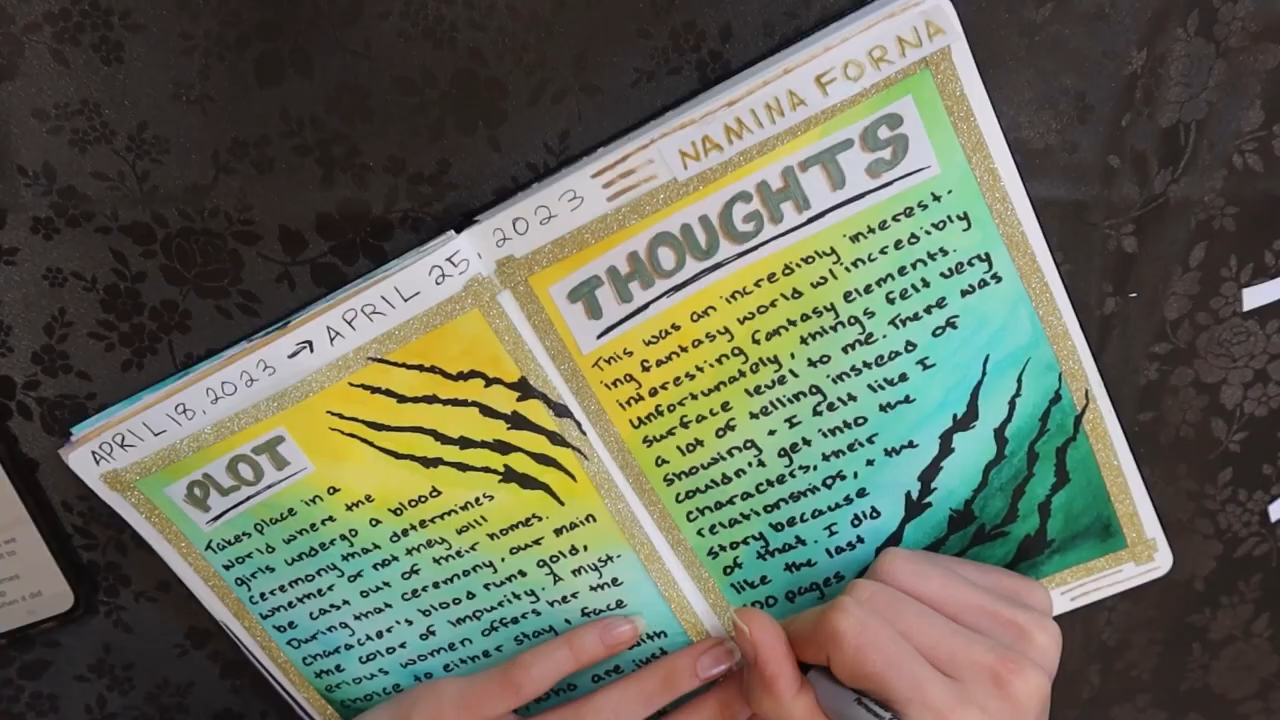 APRIL 18, 2023 → APRIL 25, 2023
NAMINA FORNA
PLOT
Takes place in a
world where the
girls undergo a blood
ceremony that determines
whether or not they will
be cast out of their homes.
During that ceremony, our main
character's blood runs gold,
the color of impurity. A myst-
erious women offers her the
choice to either stay, face
with
who are just
THOUGHTS
This was an incredibly interest-
ing fantasy world w/ incredibly
interesting fantasy elements.
Unfortunately, things felt very
surface level to me. There was
a lot of telling instead of
showing + I felt like I
couldn't get into the
characters, their
relationships, + the
story because
of that. I did
like the last
pages